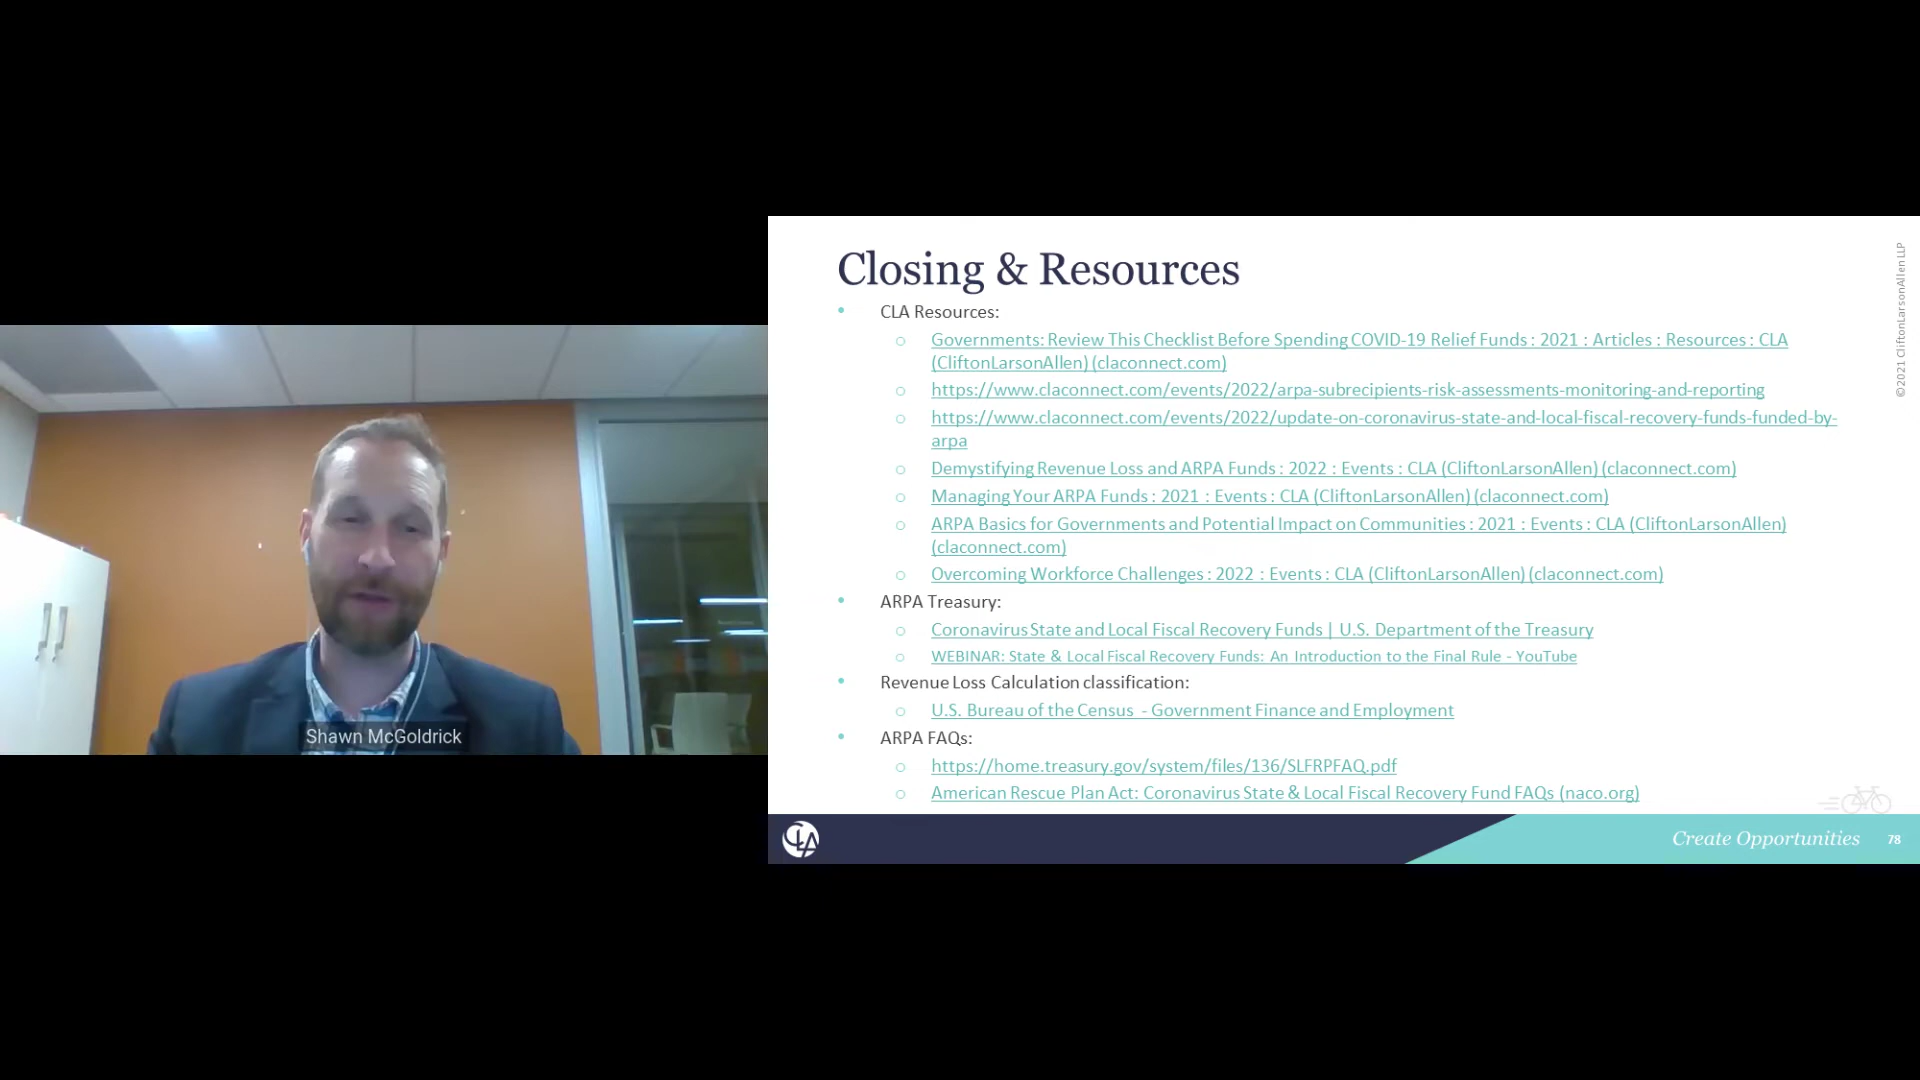 Shawn McGoldrick
Closing & Resources
• CLA Resources:
o Governments: Review This Checklist Before Spending COVID-19 Relief Funds : 2021 : Articles : Resources : CLA
(CliftonLarsonAllen) (claconnect.com)
o https://www.claconnect.com/events/2022/arpa-subrecipients-risk-assessments-monitoring-and-reporting
o https://www.claconnect.com/events/2022/update-on-coronavirus-state-and-local-fiscal-recovery-funds-funded-by-
arpa
o Demystifying Revenue Loss and ARPA Funds : 2022 : Events : CLA (CliftonLarsonAllen) (claconnect.com)
o Managing Your ARPA Funds : 2021 : Events : CLA (CliftonLarsonAllen) (claconnect.com)
o ARPA Basics for Governments and Potential Impact on Communities : 2021 : Events : CLA (CliftonLarsonAllen)
(claconnect.com)
o Overcoming Workforce Challenges : 2022 : Events : CLA (CliftonLarsonAllen) (claconnect.com)
• ARPA Treasury:
o Coronavirus State and Local Fiscal Recovery Funds | U.S. Department of the Treasury
o WEBINAR: State & Local Fiscal Recovery Funds: An Introduction to the Final Rule - YouTube
• Revenue Loss Calculation classification:
o U.S. Bureau of the Census - Government Finance and Employment
• ARPA FAQs:
o https://home.treasury.gov/system/files/136/SLFRPFAQ.pdf
o American Rescue Plan Act: Coronavirus State & Local Fiscal Recovery Fund FAQs (naco.org)
©2021 CliftonLarsonAllen LLP
CLA
Create Opportunities 78